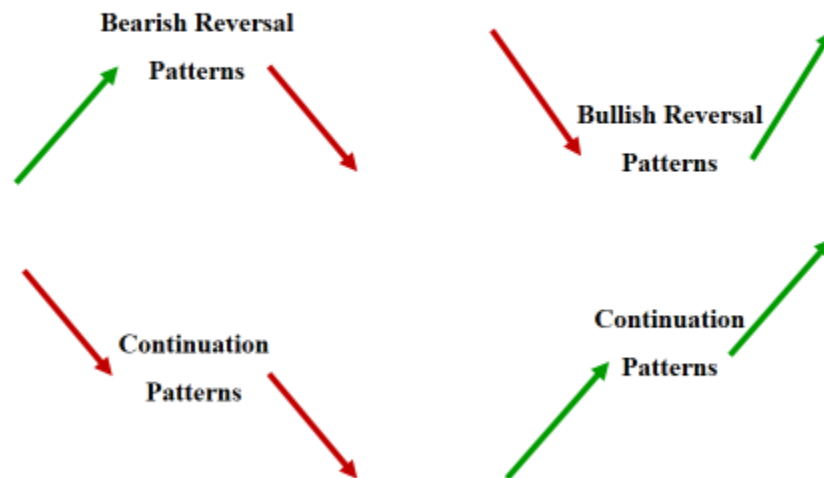 Bearish Reversal
Patterns
Bullish Reversal
Patterns
Continuation
Patterns
Continuation
Patterns